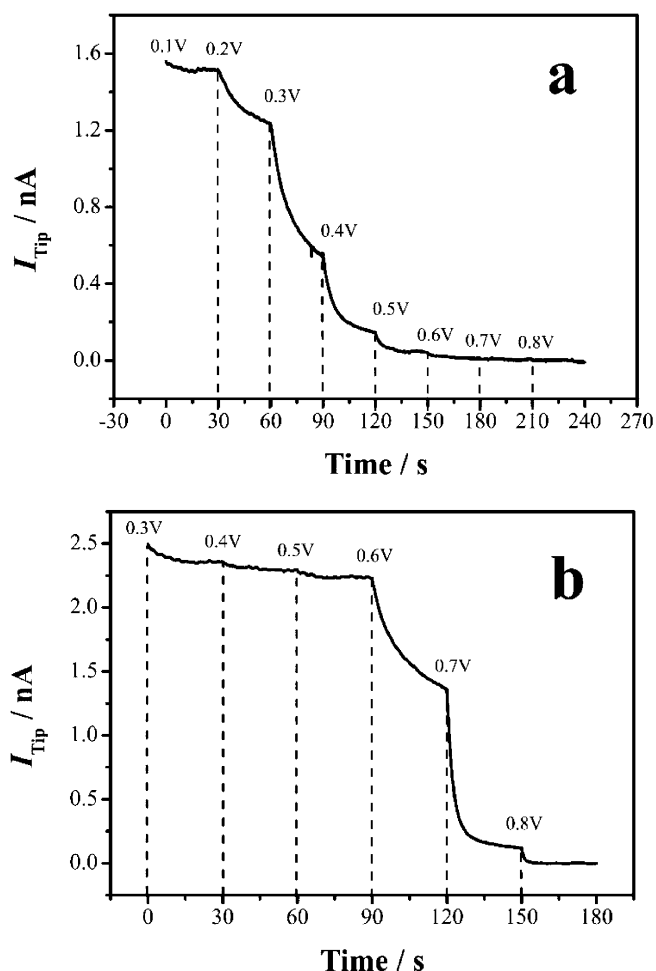 a
0.1V 0.2V
0.3V
0.4V
0.5V
0.6V 0.7V 0.8V
1.6
1.2
0.8
0.4
0.0
I Tip / nA
-30 0 30 60 90 120 150 180 210 240 270
Time / s
b
0.3V 0.4V 0.5V 0.6V
0.7V
0.8V
2.5
2.0
1.5
1.0
0.5
0.0
I Tip / nA
0 30 60 90 120 150 180
Time / s